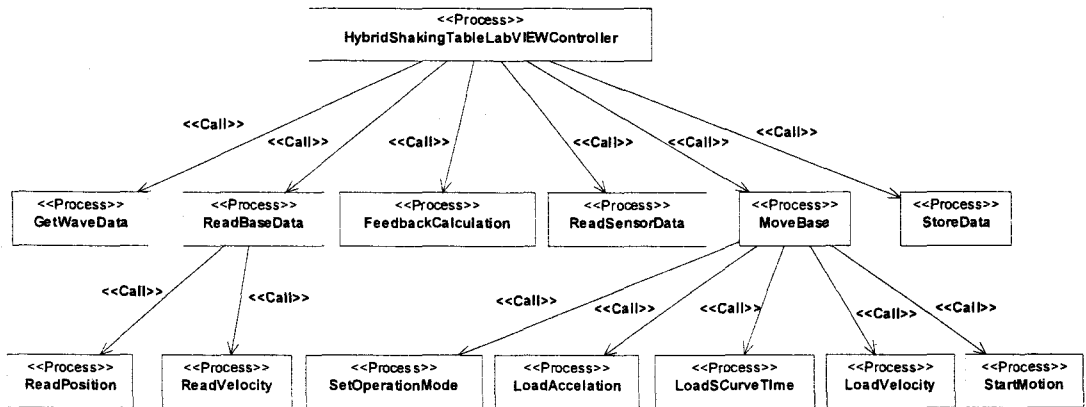 <<Process>>
HybridShakingTableLabVIEWController
<<Call>>
<<Call>>
<<Call>>
<<Call>>
<<Call>>
<<Call>>
<<Process>>
GetWaveData
<<Process>>
ReadBaseData
<<Process>>
FeedbackCalculation
<<Process>>
ReadSensorData
<<Process>>
MoveBase
<<Process>>
StoreData
<<Call>>
<<Call>>
<<Call>>
<<Call>>
<<Call>>
<<Call>>
<<Call>>
<<Process>>
ReadPosition
<<Process>>
ReadVelocity
<<Process>>
SetOperationMode
<<Process>>
LoadAccelation
<<Process>>
LoadSCurveTIme
<<Process>>
LoadVelocity
<<Process>>
StartMotion